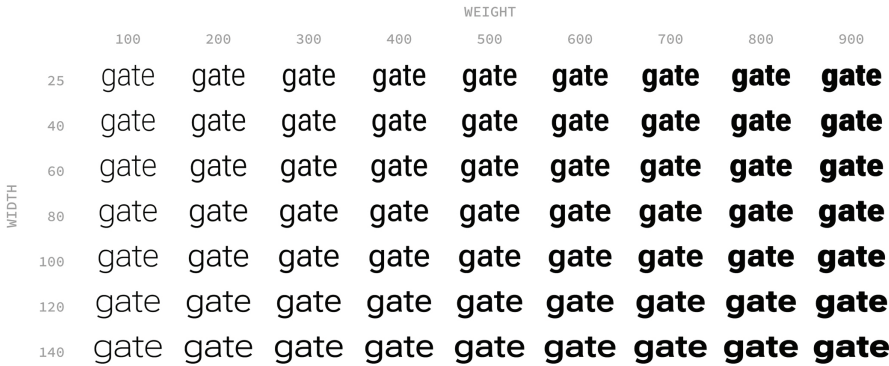 WEIGHT
100 200 300 400 500 600 700 800 900
25 gate gate gate gate gate gate gate gate gate
40 gate gate gate gate gate gate gate gate gate
60 gate gate gate gate gate gate gate gate gate
WIDTH
80 gate gate gate gate gate gate gate gate gate
100 gate gate gate gate gate gate gate gate gate
120 gate gate gate gate gate gate gate gate gate
140 gate gate gate gate gate gate gate gate gate